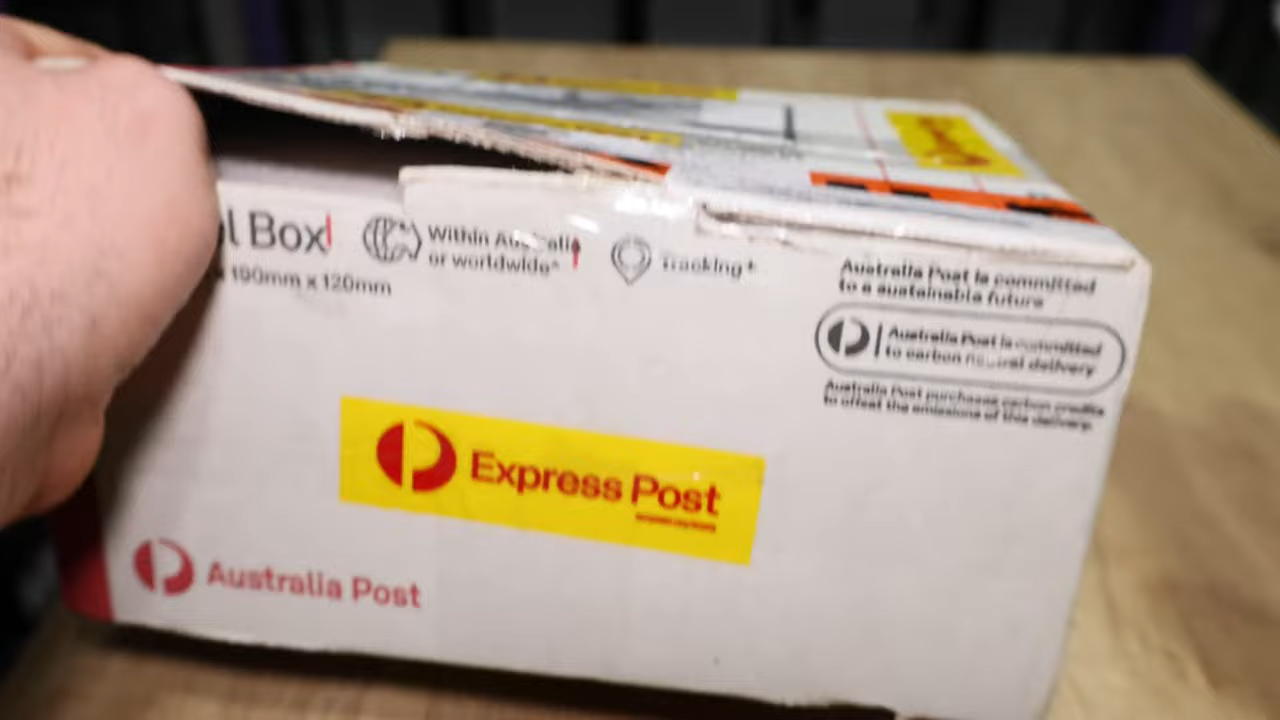 l Box
190mm x 120mm
Within Australia
or worldwide^
Tracking+
Australia Post is committed
to a sustainable future
Australia Post is committed
to carbon neutral delivery
Australia Post purchases carbon credits
to offset the emissions of this delivery.
Express Post
Australia Post